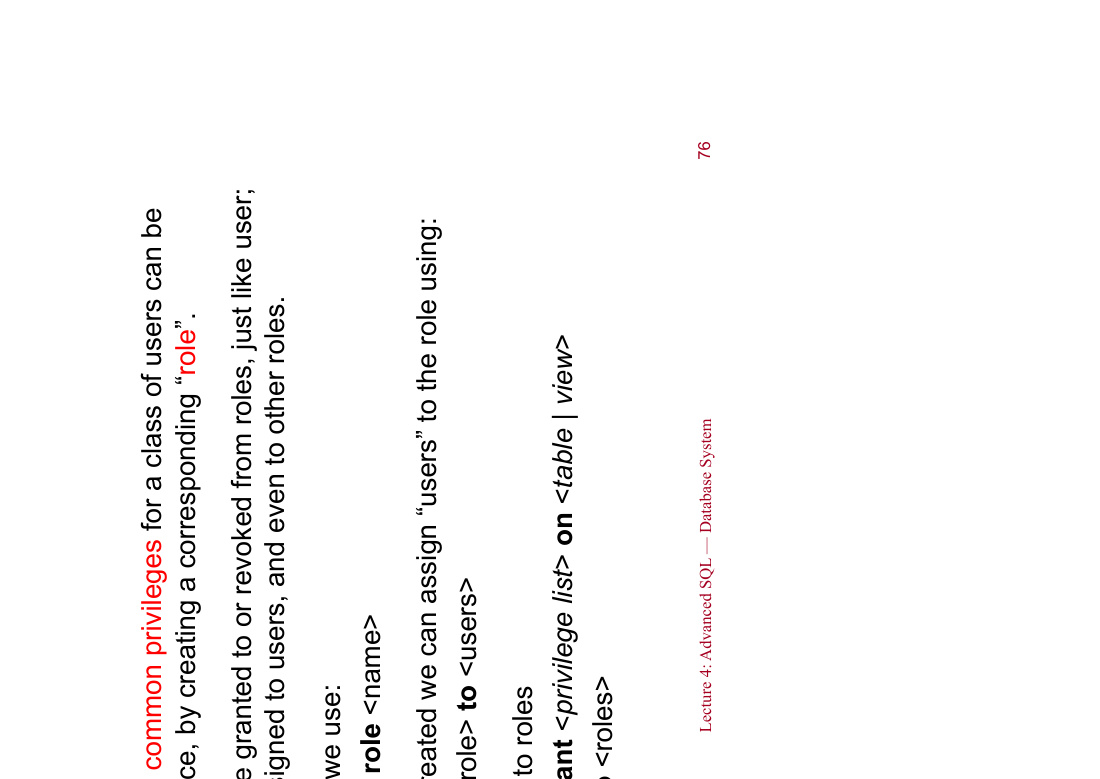 common privileges for a class of users can be
ce, by creating a corresponding “role”.
e granted to or revoked from roles, just like user;
signed to users, and even to other roles.
we use:
role <name>
reated we can assign “users” to the role using:
role> to <users>
to roles
ant <privilege list> on <table | view>
<roles>
Lecture 4: Advanced SQL — Database System
76